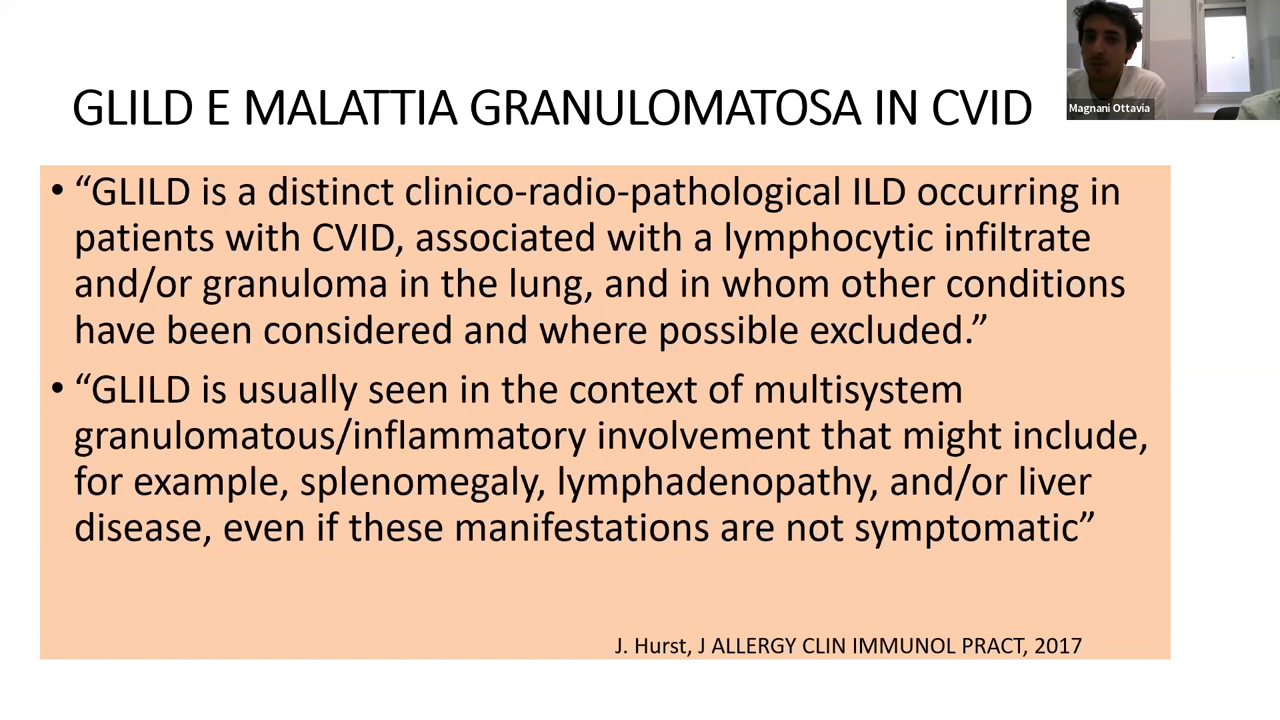 GLILD E MALATTIA GRANULOMATOSA IN CVID
Magnani Ottavia
• “GLILD is a distinct clinico-radio-pathological ILD occurring in
patients with CVID, associated with a lymphocytic infiltrate
and/or granuloma in the lung, and in whom other conditions
have been considered and where possible excluded.”
• “GLILD is usually seen in the context of multisystem
granulomatous/inflammatory involvement that might include,
for example, splenomegaly, lymphadenopathy, and/or liver
disease, even if these manifestations are not symptomatic”
J. Hurst, J ALLERGY CLIN IMMUNOL PRACT, 2017